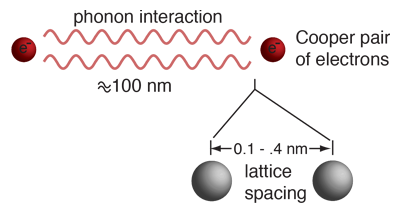 phonon interaction
e⁻
e⁻
Cooper pair
of electrons
≈100 nm
0.1 - .4 nm
lattice
spacing